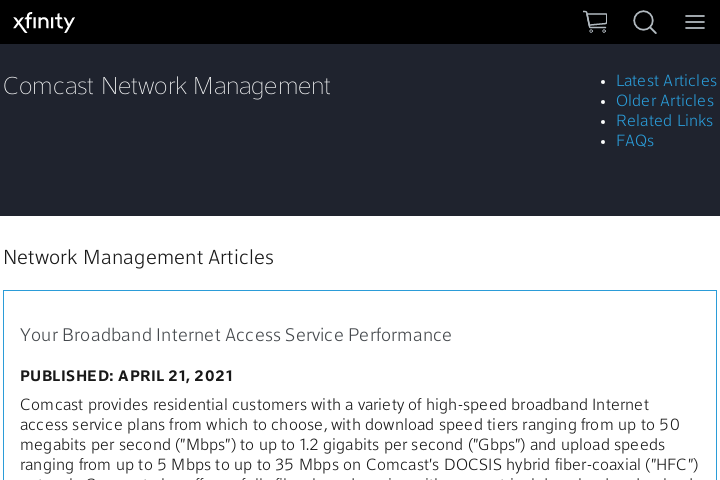 xfinity
Comcast Network Management
Latest Articles
Older Articles
Related Links
FAQs
Network Management Articles
Your Broadband Internet Access Service Performance
PUBLISHED: APRIL 21, 2021
Comcast provides residential customers with a variety of high-speed broadband Internet
access service plans from which to choose, with download speed tiers ranging from up to 50
megabits per second ("Mbps") to up to 1.2 gigabits per second ("Gbps") and upload speeds
ranging from up to 5 Mbps to up to 35 Mbps on Comcast's DOCSIS hybrid fiber-coaxial ("HFC")